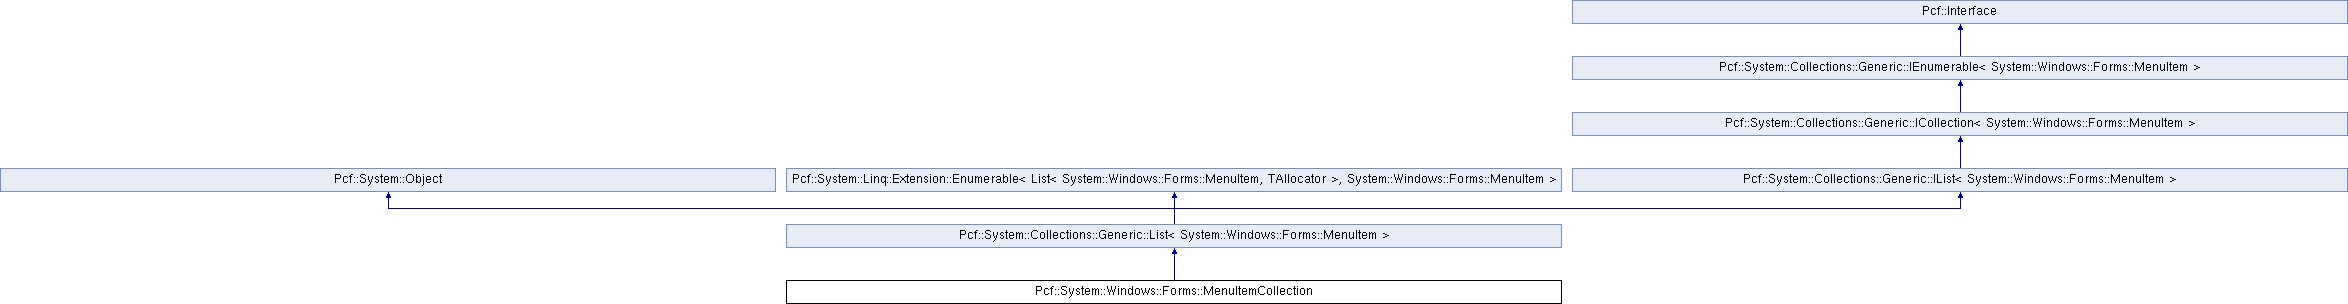 Pcf::Interface
Pcf::System::Collections::Generic::IEnumerable< System::Windows::Forms::MenuItem >
Pcf::System::Collections::Generic::ICollection< System::Windows::Forms::MenuItem >
Pcf::System::Object
Pcf::System::Linq::Extension::Enumerable< List< System::Windows::Forms::MenuItem, TAllocator >, System::Windows::Forms::MenuItem >
Pcf::System::Collections::Generic::IList< System::Windows::Forms::MenuItem >
Pcf::System::Collections::Generic::List< System::Windows::Forms::MenuItem >
Pcf::System::Windows::Forms::MenuItemCollection